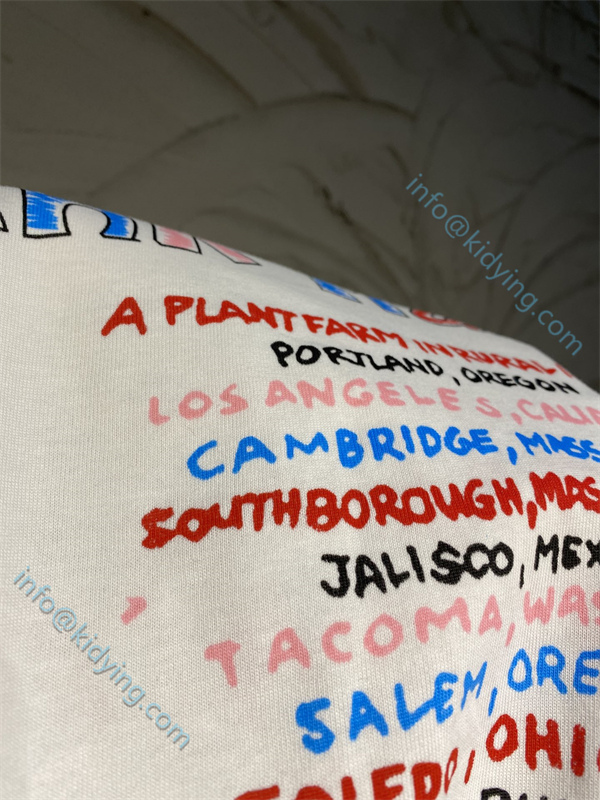 A PLANT FARM IN RURAL
PORTLAND, OREGON
LOS ANGELES, CALIF
CAMBRIDGE, MASS
SOUTHBOROUGH, MAS
JALISCO, MEX
TACOMA, WAS
SALEM, ORE
TOLEDO, OHI
info@kidying.com
info@kidying.com